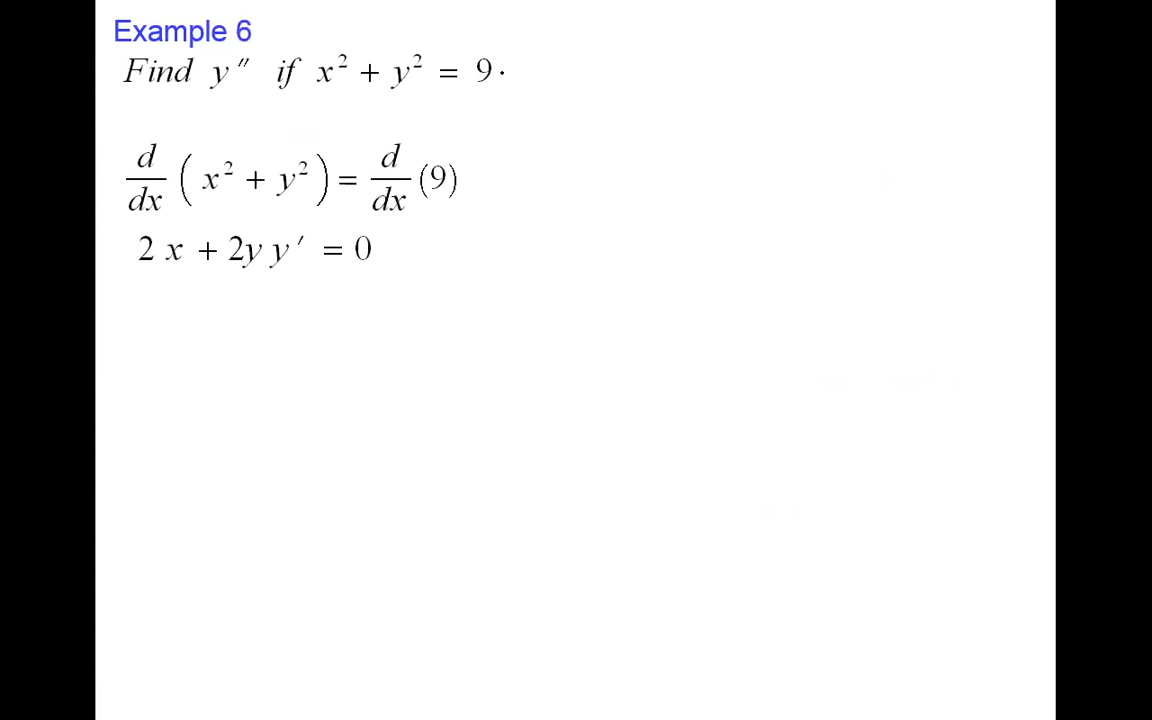 Example 6
Find y″ if x² + y² = 9.
d/dx (x² + y²) = d/dx (9)
2x + 2y y′ = 0